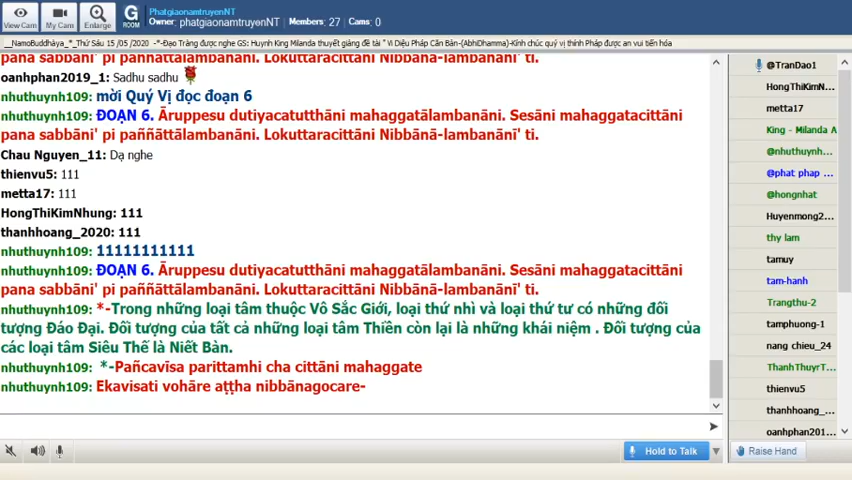 View Cam
My Cam
Enlarge
G
ROOM
PhatgiaonamtruyenNT
Owner: phatgiaonamtruyenNT | Members: 27 | Cams: 0
__NamoBuddhàya_*_Thứ Sáu 15 /05 /2020 -*-Đạo Tràng được nghe GS: Huynh King Milanda thuyết giảng đề tài " Vi Diệu Pháp Căn Bản-(AbhiDhamma)-Kính chúc quý vị thính Pháp được an vui tiến hóa
pana sabbāni' pi paññattālambanāni. Lokuttaracittāni Nibbānā-lambanānī' ti.
oanhphan2019_1: Sadhu sadhu
nhuthuynh109: mời Quý Vị đọc đoạn 6
nhuthuynh109: ĐOẠN 6. Āruppesu dutiyacatutthāni mahaggatālambanāni. Sesāni mahaggatacittāni
pana sabbāni' pi paññattālambanāni. Lokuttaracittāni Nibbānā-lambanānī' ti.
Chau Nguyen_11: Dạ nghe
thienvu5: 111
metta17: 111
HongThiKimNhung: 111
thanhhoang_2020: 111
nhuthuynh109: 11111111111
nhuthuynh109: ĐOẠN 6. Āruppesu dutiyacatutthāni mahaggatālambanāni. Sesāni mahaggatacittāni
pana sabbāni' pi paññattālambanāni. Lokuttaracittāni Nibbānā-lambanānī' ti.
nhuthuynh109: *-Trong những loại tâm thuộc Vô Sắc Giới, loại thứ nhì và loại thứ tư có những đối
tượng Đáo Đại. Đối tượng của tất cả những loại tâm Thiền còn lại là những khái niệm . Đối tượng của
các loại tâm Siêu Thế là Niết Bàn.
nhuthuynh109: *-Pañcavīsa parittamhi cha cittāni mahaggate
nhuthuynh109: Ekavisati vohāre aṭṭha nibbānagocare-
@TranDao1
HongThiKimN...
metta17
King - Milanda A
@nhuthuynh...
@phat phap ...
@hongnhat
Huyenmong2...
thy lam
tamuy
tam-hanh
Trangthu-2
tamphuong-1
nang chieu_24
ThanhThuyrT...
thienvu5
thanhhoang_...
oanhphan201...
Hold to Talk
Raise Hand